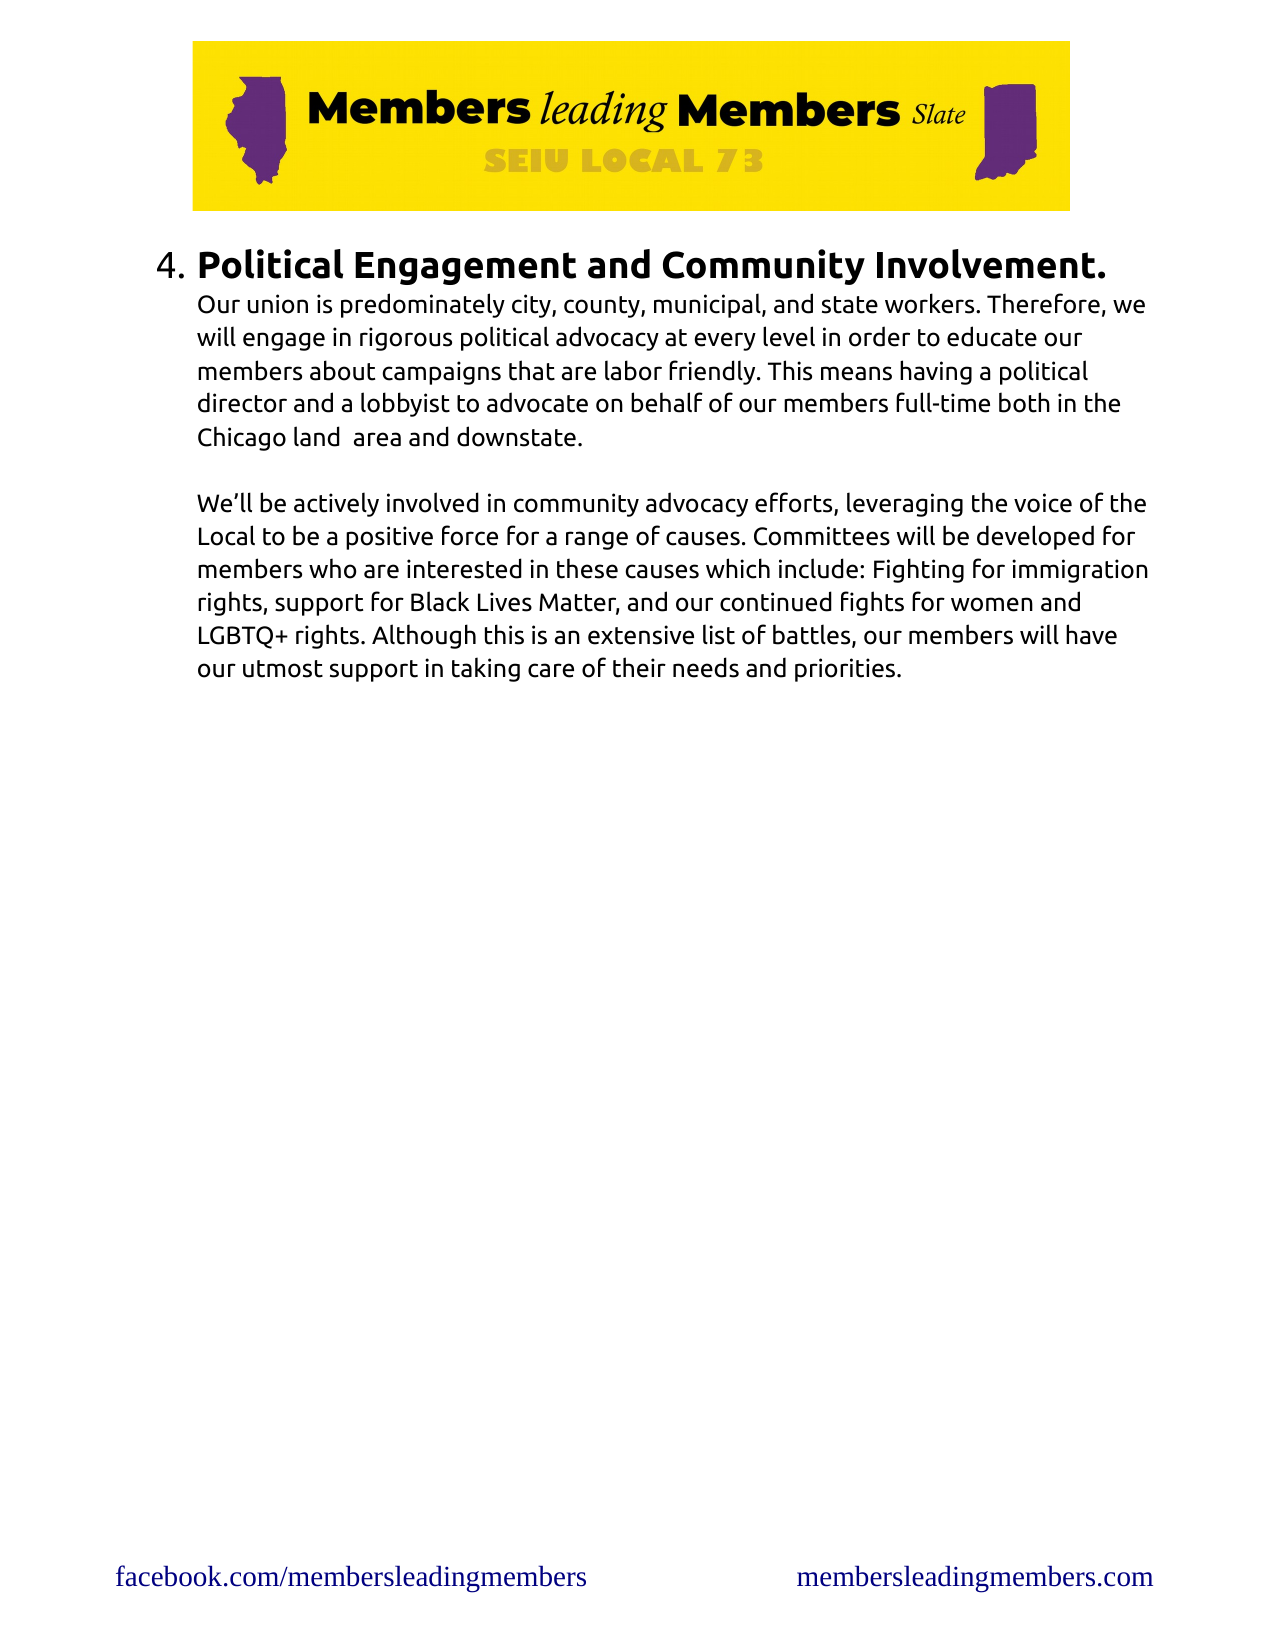 Members leading Members Slate
SEIU LOCAL 73
4. Political Engagement and Community Involvement.
Our union is predominately city, county, municipal, and state workers. Therefore, we
will engage in rigorous political advocacy at every level in order to educate our
members about campaigns that are labor friendly. This means having a political
director and a lobbyist to advocate on behalf of our members full-time both in the
Chicago land  area and downstate.
We’ll be actively involved in community advocacy efforts, leveraging the voice of the
Local to be a positive force for a range of causes. Committees will be developed for
members who are interested in these causes which include: Fighting for immigration
rights, support for Black Lives Matter, and our continued fights for women and
LGBTQ+ rights. Although this is an extensive list of battles, our members will have
our utmost support in taking care of their needs and priorities.
facebook.com/membersleadingmembers membersleadingmembers.com